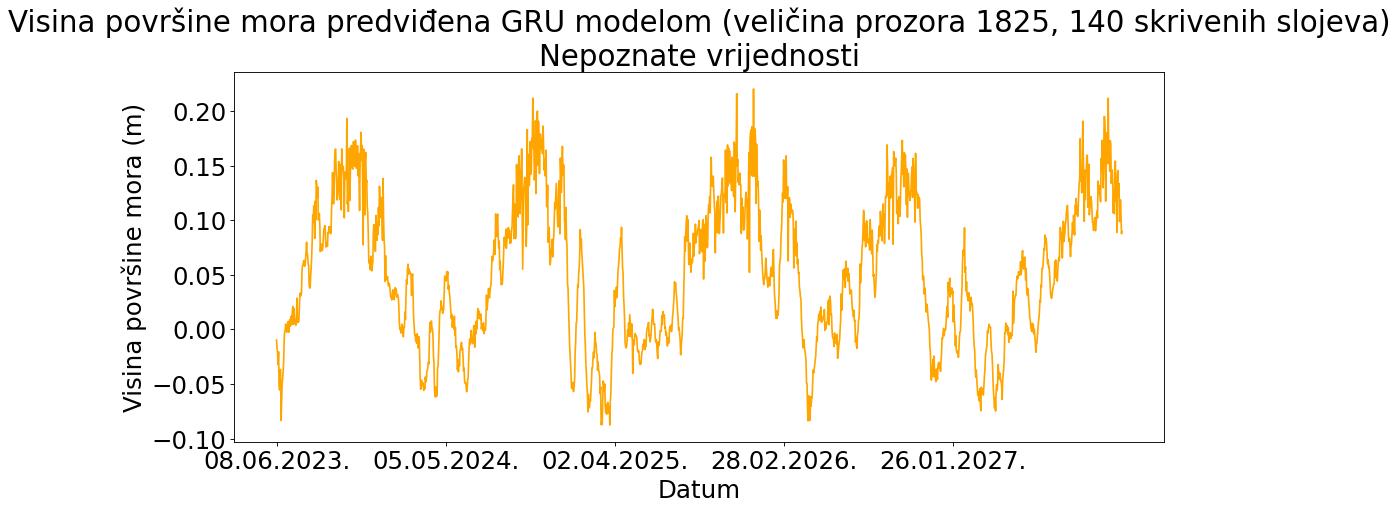 Visina površine mora predviđena GRU modelom (veličina prozora 1825, 140 skrivenih slojeva)
Nepoznate vrijednosti
Visina površine mora (m)
0.20
0.15
0.10
0.05
0.00
−0.05
−0.10
08.06.2023. 05.05.2024. 02.04.2025. 28.02.2026. 26.01.2027.
Datum